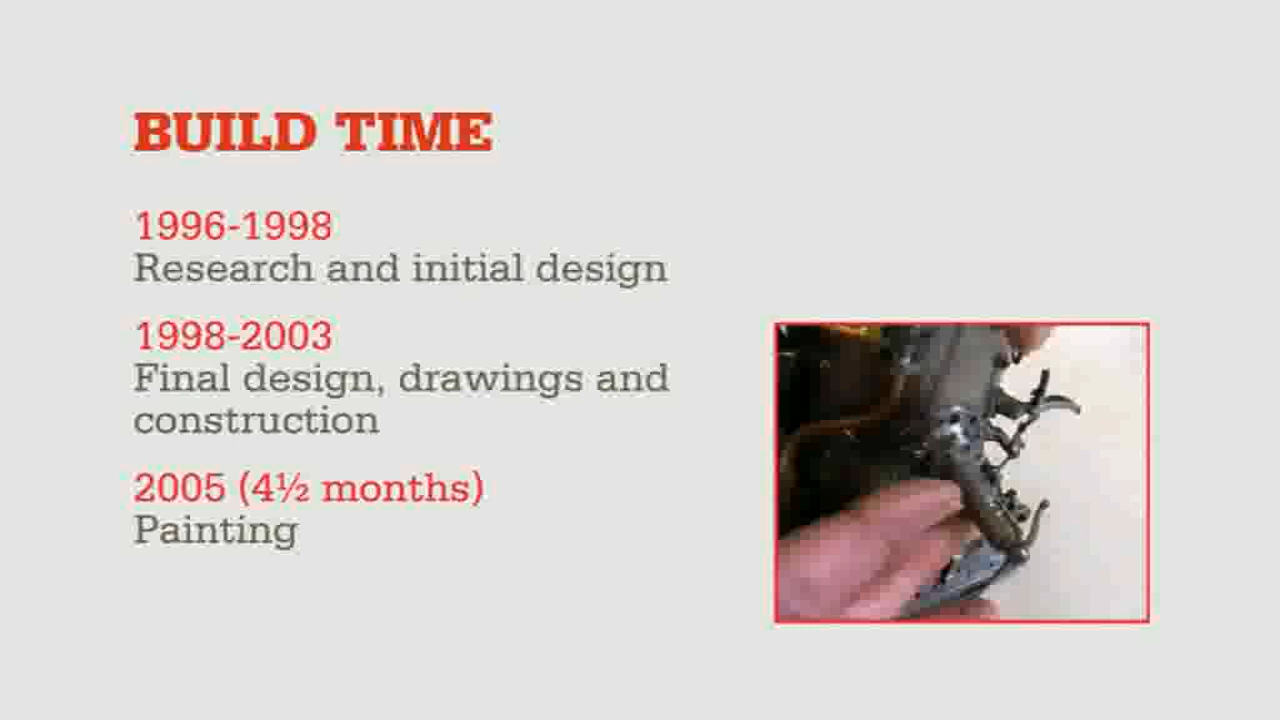 BUILD TIME
1996-1998
Research and initial design
1998-2003
Final design, drawings and
construction
2005 (4½ months)
Painting